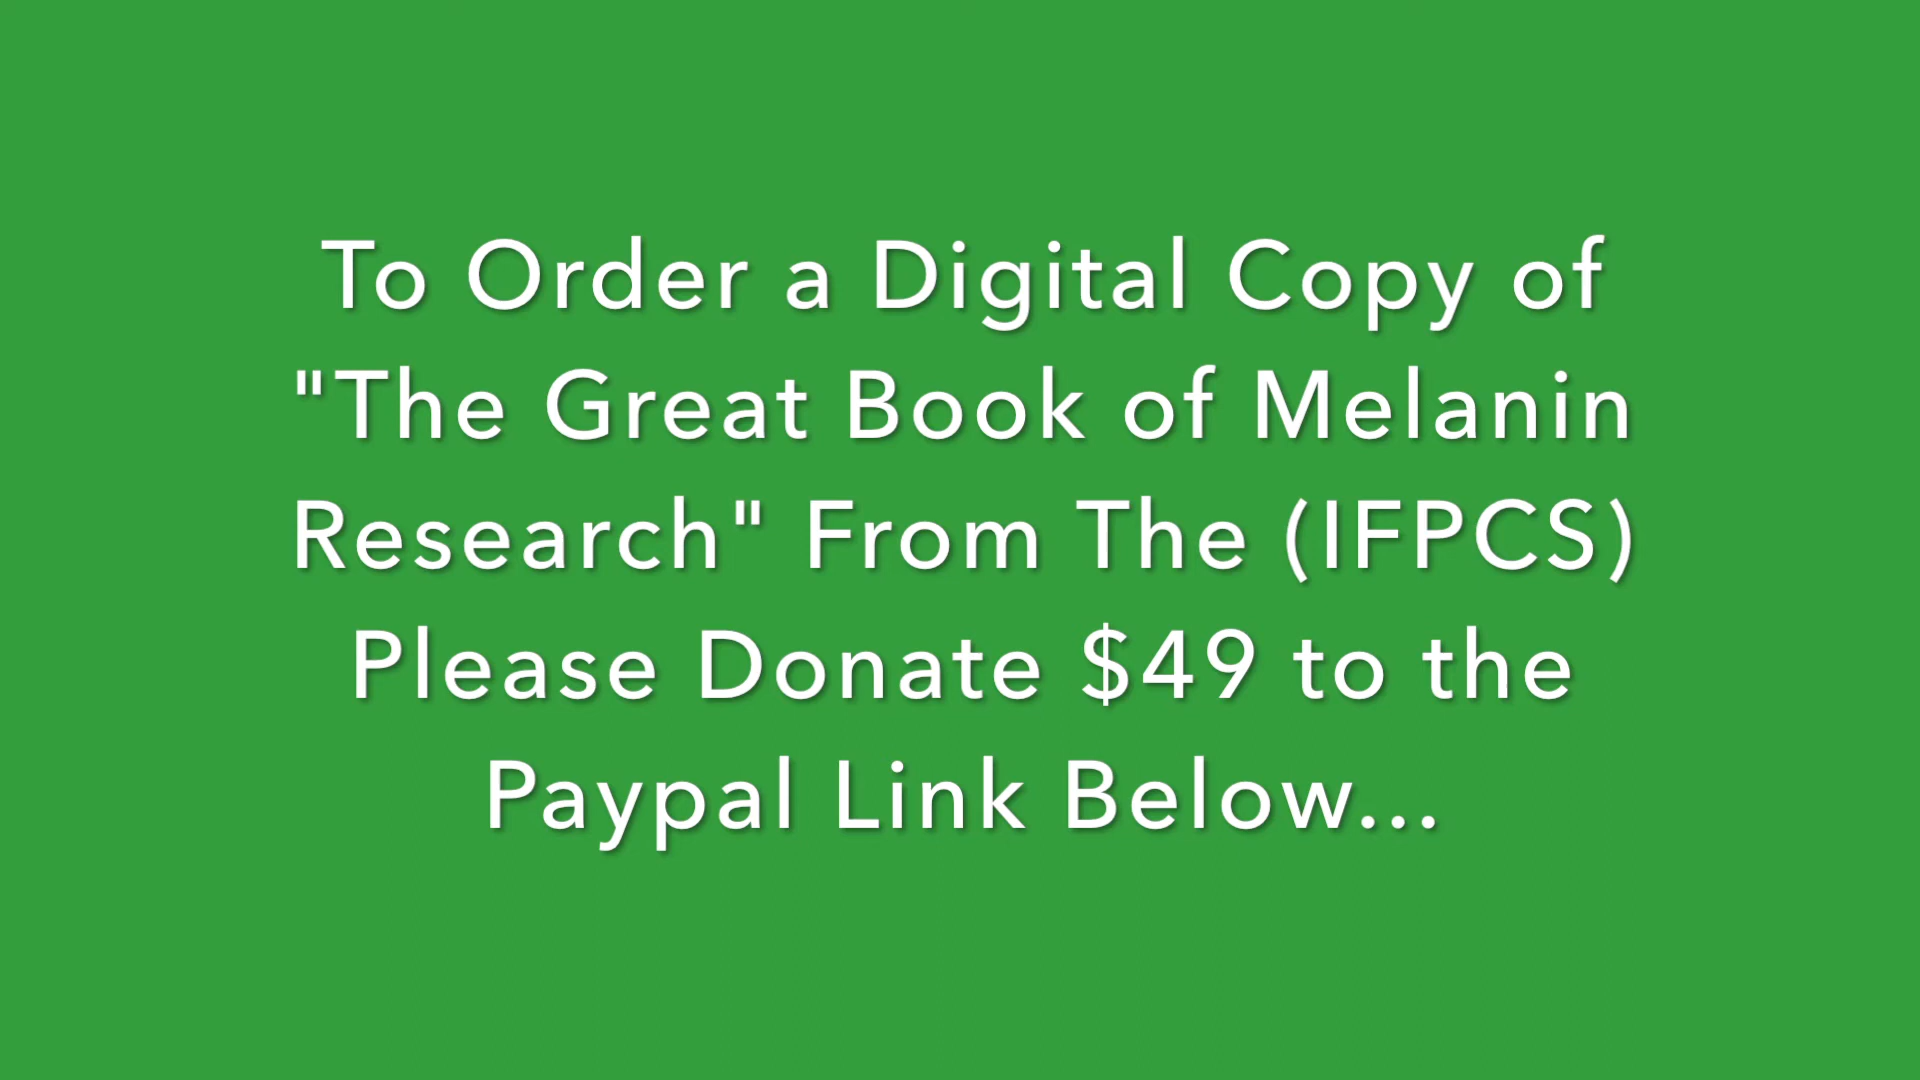 To Order a Digital Copy of
"The Great Book of Melanin
Research" From The (IFPCS)
Please Donate $49 to the
Paypal Link Below...